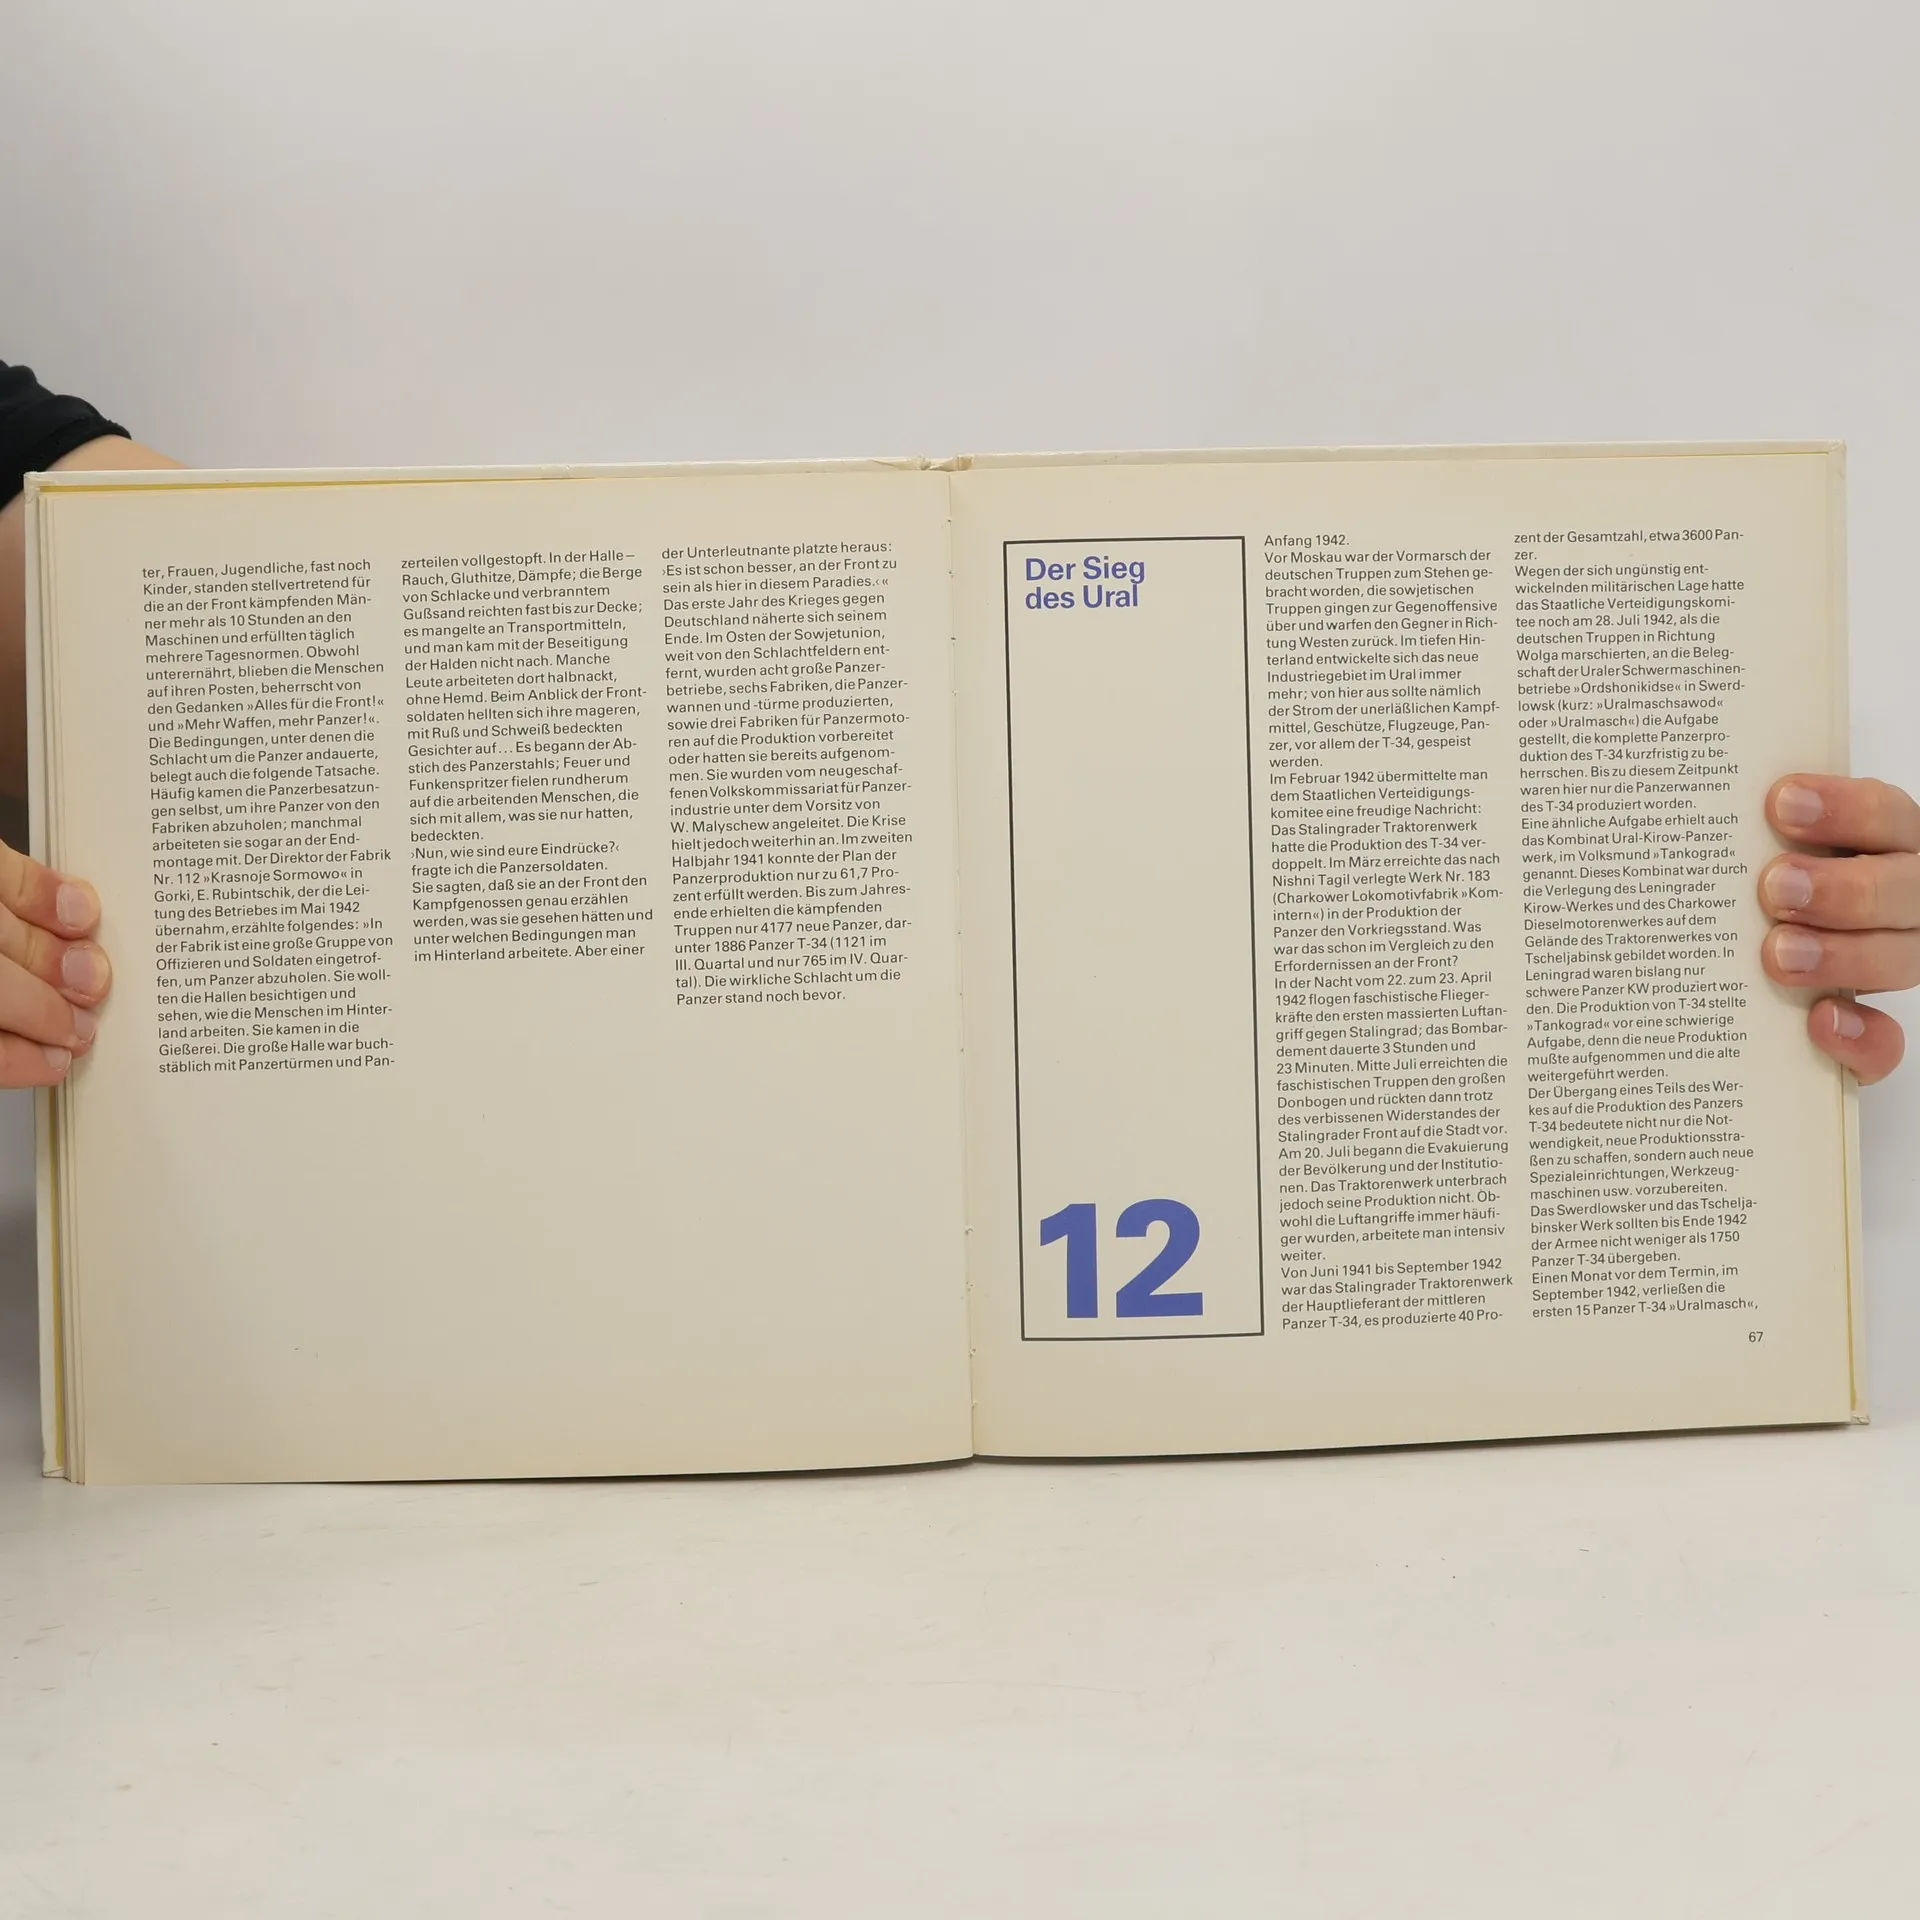 ter, Frauen, Jugendliche, fast noch
Kinder, standen stellvertretend für
die an der Front kämpfenden Män-
ner mehr als 10 Stunden an den
Maschinen und erfüllten täglich
mehrere Tagesnormen. Obwohl
unterernährt, blieben die Menschen
auf ihren Posten, beherrscht von
den Gedanken »Alles für die Front!«
und »Mehr Waffen, mehr Panzer!«.
Die Bedingungen, unter denen die
Schlacht um die Panzer andauerte,
belegt auch die folgende Tatsache.
Häufig kamen die Panzerbesatzun-
gen selbst, um ihre Panzer von den
Fabriken abzuholen; manchmal
arbeiteten sie sogar an der End-
montage mit. Der Direktor der Fabrik
Nr. 112 »Krasnoje Sormowo« in
Gorki, E. Rubintschik, der die Lei-
tung des Betriebes im Mai 1942
übernahm, erzählte folgendes: »In
der Fabrik ist eine große Gruppe von
Offizieren und Soldaten eingetrof-
fen, um Panzer abzuholen. Sie woll-
ten die Hallen besichtigen und
sehen, wie die Menschen im Hinter-
land arbeiten. Sie kamen in die
Gießerei. Die große Halle war buch-
stäblich mit Panzertürmen und Pan-
zerteilen vollgestopft. In der Halle –
Rauch, Gluthitze, Dämpfe; die Berge
von Schlacke und verbranntem
Gußsand reichten fast bis zur Decke;
es mangelte an Transportmitteln,
und man kam mit der Beseitigung
der Halden nicht nach. Manche
Leute arbeiteten dort halbnackt,
ohne Hemd. Beim Anblick der Front-
soldaten hellten sich ihre mageren,
mit Ruß und Schweiß bedeckten
Gesichter auf... Es begann der Ab-
stich des Panzerstahls; Feuer und
Funkenspritzer fielen rundherum
auf die arbeitenden Menschen, die
sich mit allem, was sie nur hatten,
bedeckten.
›Nun, wie sind eure Eindrücke?‹
fragte ich die Panzersoldaten.
Sie sagten, daß sie an der Front den
Kampfgenossen genau erzählen
werden, was sie gesehen hätten und
unter welchen Bedingungen man
im Hinterland arbeitete. Aber einer
der Unterleutnante platzte heraus:
›Es ist schon besser, an der Front zu
sein als hier in diesem Paradies.‹«
Das erste Jahr des Krieges gegen
Deutschland näherte sich seinem
Ende. Im Osten der Sowjetunion,
weit von den Schlachtfeldern ent-
fernt, wurden acht große Panzer-
betriebe, sechs Fabriken, die Panzer-
wannen und -türme produzierten,
sowie drei Fabriken für Panzermoto-
ren auf die Produktion vorbereitet
oder hatten sie bereits aufgenom-
men. Sie wurden vom neugeschaf-
fenen Volkskommissariat für Panzer-
industrie unter dem Vorsitz von
W. Malyschew angeleitet. Die Krise
hielt jedoch weiterhin an. Im zweiten
Halbjahr 1941 konnte der Plan der
Panzerproduktion nur zu 61,7 Pro-
zent erfüllt werden. Bis zum Jahres-
ende erhielten die kämpfenden
Truppen nur 4177 neue Panzer, dar-
unter 1886 Panzer T-34 (1121 im
III. Quartal und nur 765 im IV. Quar-
tal). Die wirkliche Schlacht um die
Panzer stand noch bevor.
Der Sieg
des Ural
12
Anfang 1942.
Vor Moskau war der Vormarsch der
deutschen Truppen zum Stehen ge-
bracht worden, die sowjetischen
Truppen gingen zur Gegenoffensive
über und warfen den Gegner in Rich-
tung Westen zurück. Im tiefen Hin-
terland entwickelte sich das neue
Industriegebiet im Ural immer
mehr; von hier aus sollte nämlich
der Strom der unerläßlichen Kampf-
mittel, Geschütze, Flugzeuge, Pan-
zer, vor allem der T-34, gespeist
werden.
Im Februar 1942 übermittelte man
dem Staatlichen Verteidigungs-
komitee eine freudige Nachricht:
Das Stalingrader Traktorenwerk
hatte die Produktion des T-34 ver-
doppelt. Im März erreichte das nach
Nishni Tagil verlegte Werk Nr. 183
(Charkower Lokomotivfabrik »Kom-
intern«) in der Produktion der
Panzer den Vorkriegsstand. Was
war das schon im Vergleich zu den
Erfordernissen an der Front?
In der Nacht vom 22. zum 23. April
1942 flogen faschistische Flieger-
kräfte den ersten massierten Luftan-
griff gegen Stalingrad; das Bombar-
dement dauerte 3 Stunden und
23 Minuten. Mitte Juli erreichten die
faschistischen Truppen den großen
Donbogen und rückten dann trotz
des verbissenen Widerstandes der
Stalingrader Front auf die Stadt vor.
Am 20. Juli begann die Evakuierung
der Bevölkerung und der Institutio-
nen. Das Traktorenwerk unterbrach
jedoch seine Produktion nicht. Ob-
wohl die Luftangriffe immer häufi-
ger wurden, arbeitete man intensiv
weiter.
Von Juni 1941 bis September 1942
war das Stalingrader Traktorenwerk
der Hauptlieferant der mittleren
Panzer T-34, es produzierte 40 Pro-
zent der Gesamtzahl, etwa 3600 Pan-
zer.
Wegen der sich ungünstig ent-
wickelnden militärischen Lage hatte
das Staatliche Verteidigungskomi-
tee noch am 28. Juli 1942, als die
deutschen Truppen in Richtung
Wolga marschierten, an die Beleg-
schaft der Uraler Schwermaschinen-
betriebe »Ordshonikidse« in Swerd-
lowsk (kurz: »Uralmaschsawod«
oder »Uralmasch«) die Aufgabe
gestellt, die komplette Panzerpro-
duktion des T-34 kurzfristig zu be-
herrschen. Bis zu diesem Zeitpunkt
waren hier nur die Panzerwannen
des T-34 produziert worden.
Eine ähnliche Aufgabe erhielt auch
das Kombinat Ural-Kirow-Panzer-
werk, im Volksmund »Tankograd«
genannt. Dieses Kombinat war durch
die Verlegung des Leningrader
Kirow-Werkes und des Charkower
Dieselmotorenwerkes auf dem
Gelände des Traktorenwerkes von
Tscheljabinsk gebildet worden. In
Leningrad waren bislang nur
schwere Panzer KW produziert wor-
den. Die Produktion von T-34 stellte
»Tankograd« vor eine schwierige
Aufgabe, denn die neue Produktion
mußte aufgenommen und die alte
weitergeführt werden.
Der Übergang eines Teils des Wer-
kes auf die Produktion des Panzers
T-34 bedeutete nicht nur die Not-
wendigkeit, neue Produktionsstra-
ßen zu schaffen, sondern auch neue
Spezialeinrichtungen, Werkzeug-
maschinen usw. vorzubereiten.
Das Swerdlowsker und das Tschelja-
binsker Werk sollten bis Ende 1942
der Armee nicht weniger als 1750
Panzer T-34 übergeben.
Einen Monat vor dem Termin, im
September 1942, verließen die
ersten 15 Panzer T-34 »Uralmasch«,
67